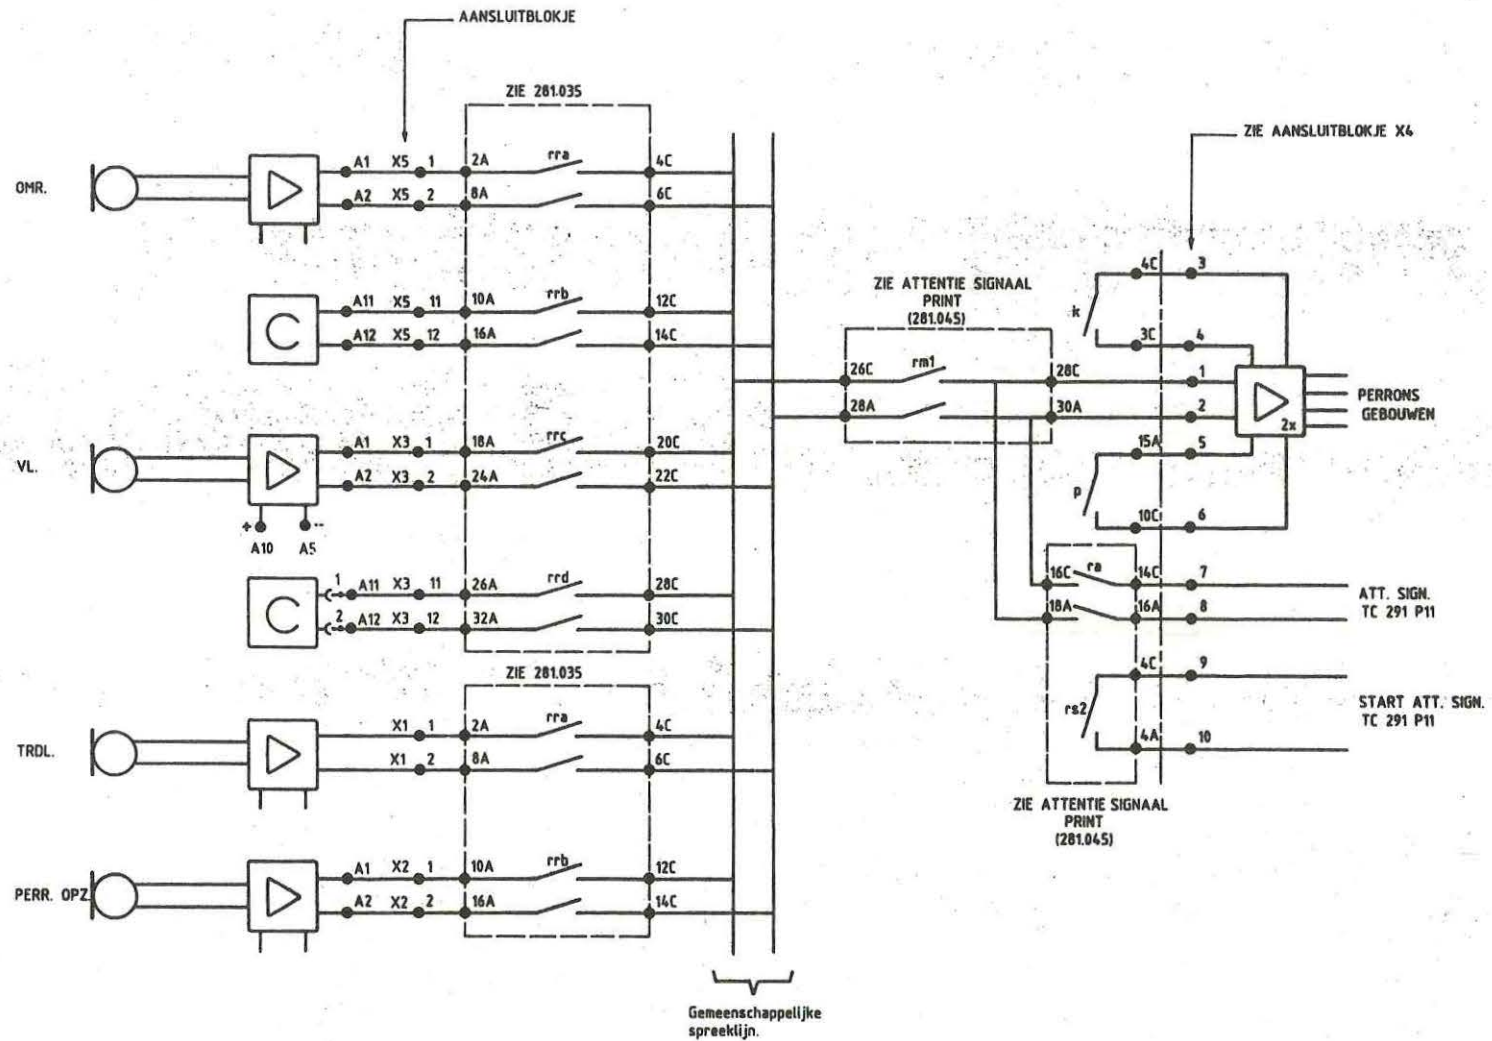 AANSLUITBLOKJE
ZIE 281.035
ZIE AANSLUITBLOKJE X4
OMR.
A1 X5 1 2A rra 4C
A2 X5 2 8A 6C
A11 X5 11 10A rrb 12C
A12 X5 12 16A 14C
VL.
A1 X3 1 18A rrc 20C
A2 X3 2 24A 22C
+ --
A10 A5
1 A11 X3 11 26A rrd 28C
2 A12 X3 12 32A 30C
ZIE 281.035
TRDL.
X1 1 2A rra 4C
X1 2 8A 6C
PERR. OPZ.
A1 X2 1 10A rrb 12C
A2 X2 2 16A 14C
Gemeenschappelijke
spreeklijn.
ZIE ATTENTIE SIGNAAL
PRINT
(281.045)
26C rm1 28C 1
28A 30A 2
4C 3
k
3C 4
2x
PERRONS
GEBOUWEN
15A 5
p
10C 6
16C ra 14C 7
18A 16A 8
ATT. SIGN.
TC 291 P11
4C 9
rs2
4A 10
START ATT. SIGN.
TC 291 P11
ZIE ATTENTIE SIGNAAL
PRINT
(281.045)